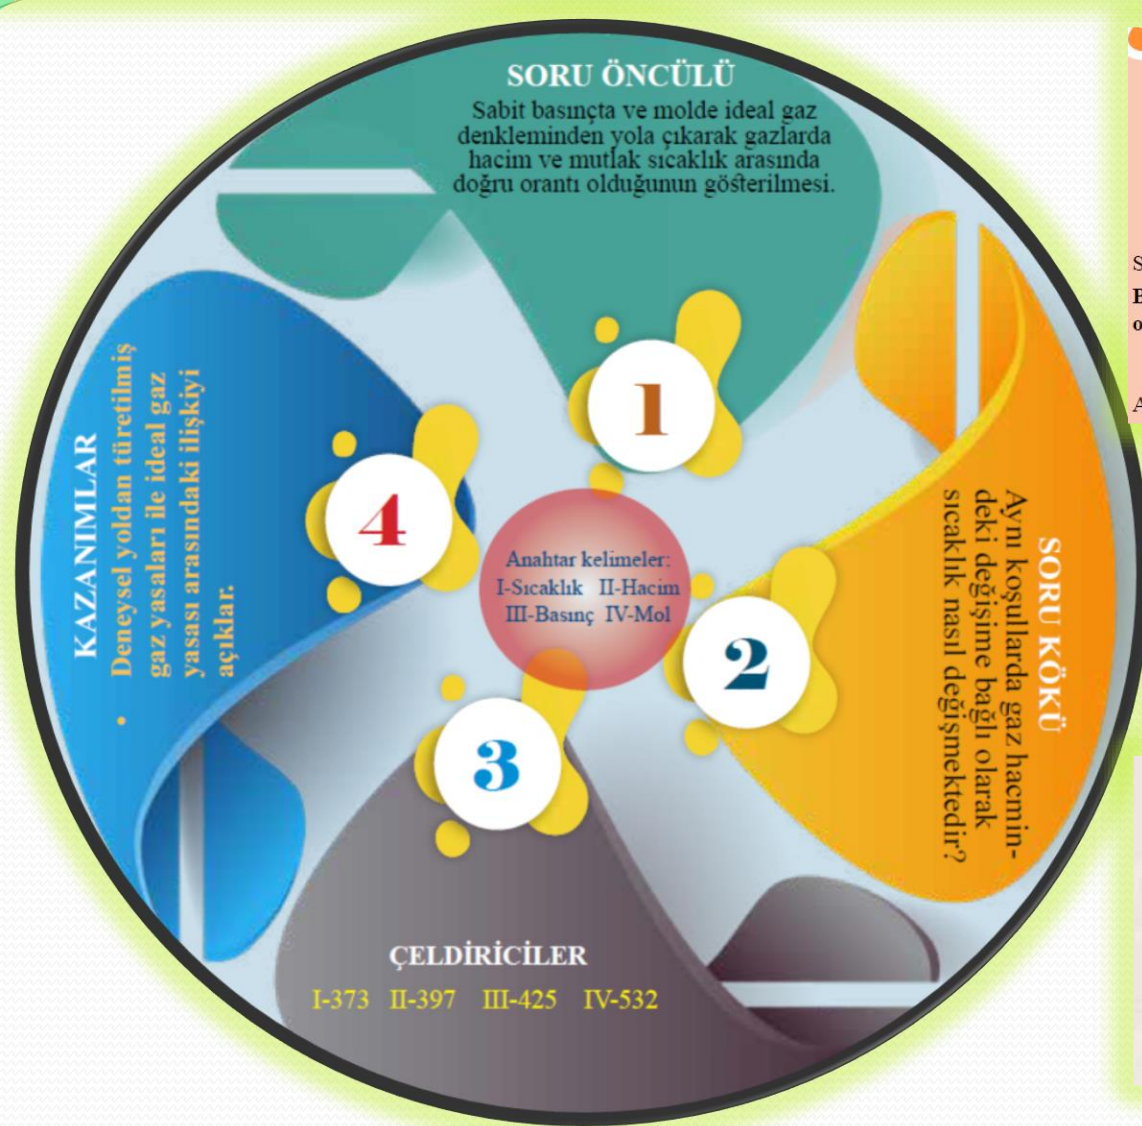 SORU ÖNCÜLÜ
Sabit basınçta ve molde ideal gaz
denkleminden yola çıkarak gazlarda
hacim ve mutlak sıcaklık arasında
doğru orantı olduğunun gösterilmesi.
1
SORU KÖKÜ
Aynı koşullarda gaz hacmin-
deki değişime bağlı olarak
sıcaklık nasıl değişmektedir?
2
Anahtar kelimeler:
I-Sıcaklık II-Hacim
III-Basınç IV-Mol
3
ÇELDİRİCİLER
I-373 II-397 III-425 IV-532
4
KAZANIMLAR
• Deneysel yoldan türetilmiş
gaz yasaları ile ideal gaz
yasası arasındaki ilişkiyi
açıklar.